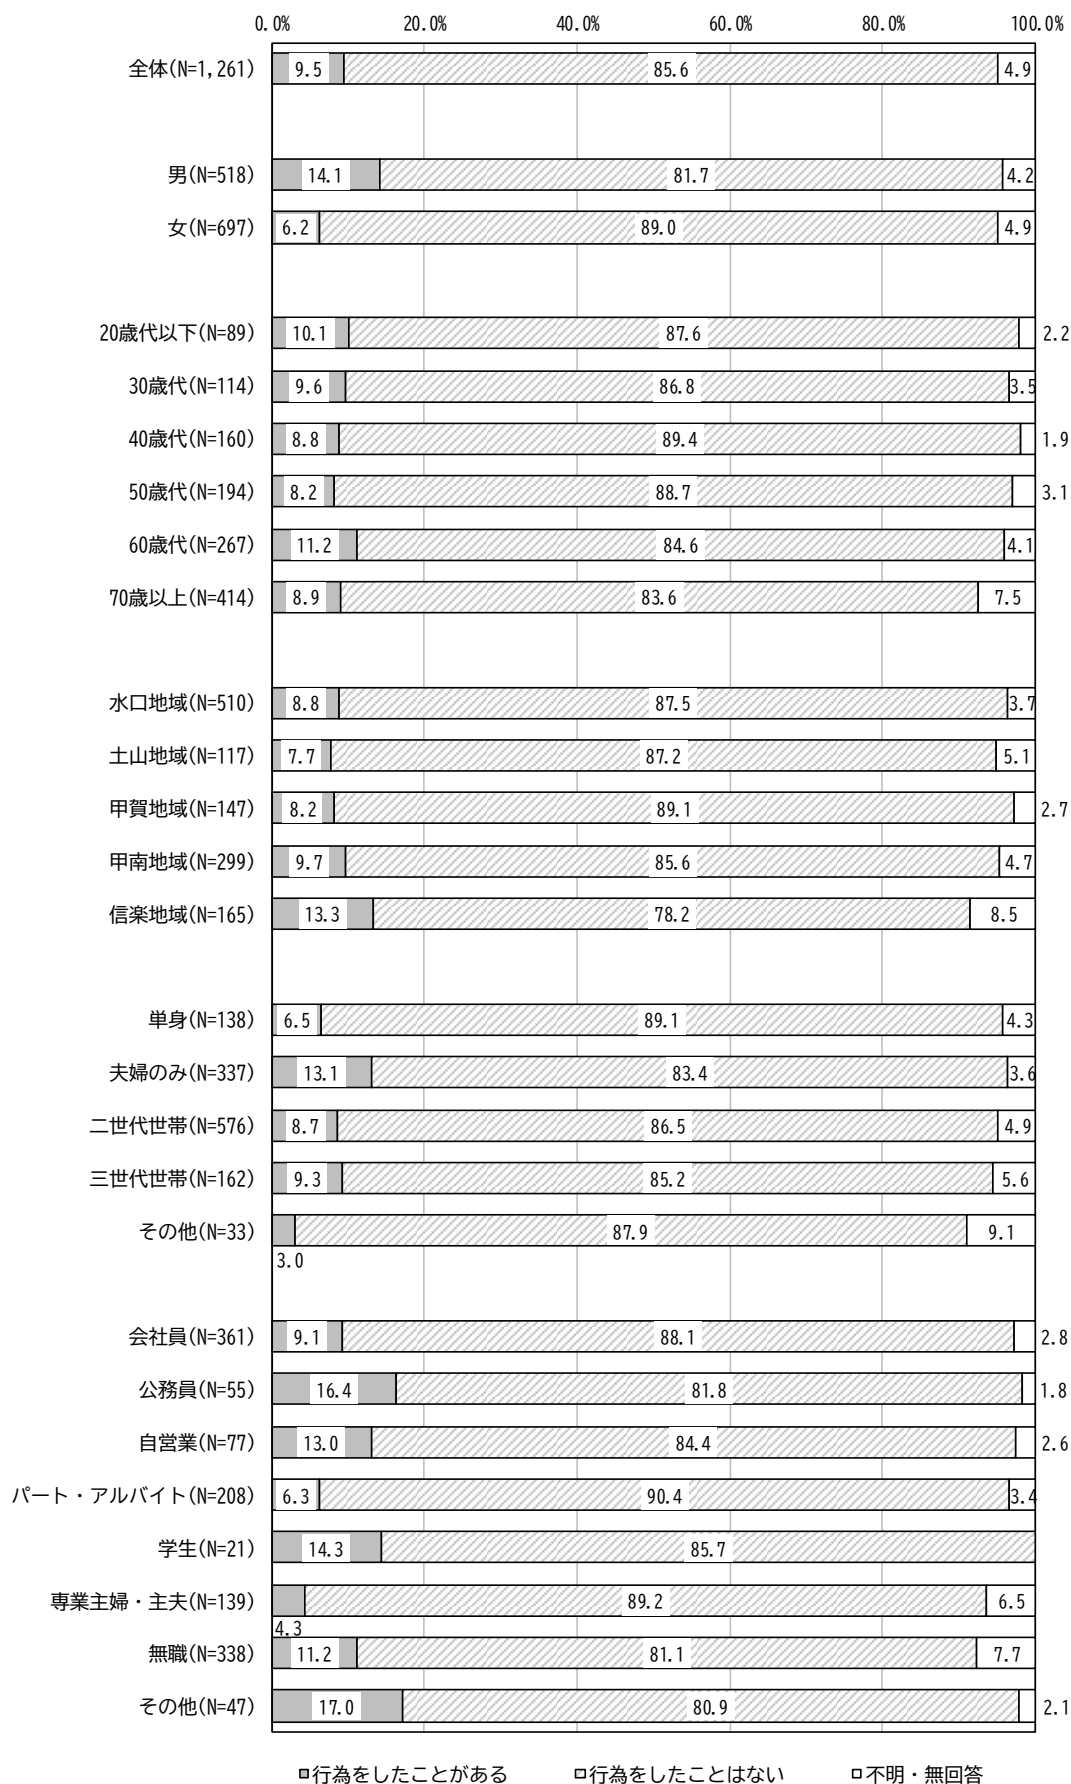 0.0% 20.0% 40.0% 60.0% 80.0% 100.0%
全体(N=1,261) 9.5 85.6 4.9
男(N=518) 14.1 81.7 4.2
女(N=697) 6.2 89.0 4.9
20歳代以下(N=89) 10.1 87.6 2.2
30歳代(N=114) 9.6 86.8 3.5
40歳代(N=160) 8.8 89.4 1.9
50歳代(N=194) 8.2 88.7 3.1
60歳代(N=267) 11.2 84.6 4.1
70歳以上(N=414) 8.9 83.6 7.5
水口地域(N=510) 8.8 87.5 3.7
土山地域(N=117) 7.7 87.2 5.1
甲賀地域(N=147) 8.2 89.1 2.7
甲南地域(N=299) 9.7 85.6 4.7
信楽地域(N=165) 13.3 78.2 8.5
単身(N=138) 6.5 89.1 4.3
夫婦のみ(N=337) 13.1 83.4 3.6
二世代世帯(N=576) 8.7 86.5 4.9
三世代世帯(N=162) 9.3 85.2 5.6
その他(N=33) 87.9 9.1
3.0
会社員(N=361) 9.1 88.1 2.8
公務員(N=55) 16.4 81.8 1.8
自営業(N=77) 13.0 84.4 2.6
パート・アルバイト(N=208) 6.3 90.4 3.4
学生(N=21) 14.3 85.7
専業主婦・主夫(N=139) 89.2 6.5
4.3
無職(N=338) 11.2 81.1 7.7
その他(N=47) 17.0 80.9 2.1
行為をしたことがある 行為をしたことはない 不明・無回答